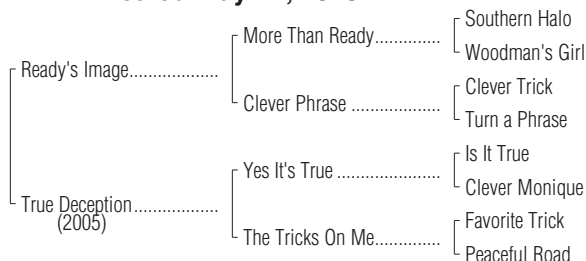 Southern Halo
More Than Ready..............
Woodman's Girl
Ready's Image...................
Clever Trick
Clever Phrase ...................
Turn a Phrase
Is It True
Yes It's True ......................
Clever Monique
True Deception..................
(2005)
Favorite Trick
The Tricks On Me..............
Peaceful Road